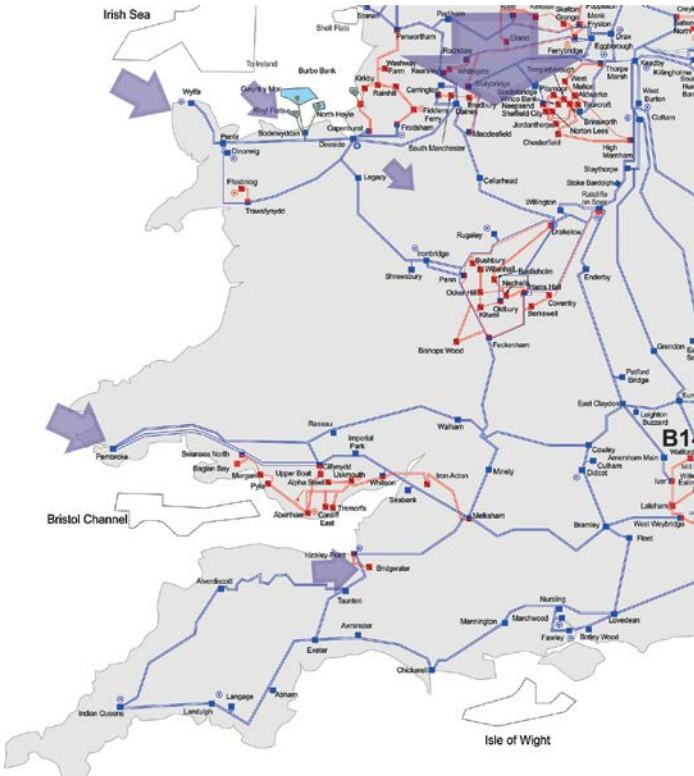 Irish Sea
Shell Flats
To Ireland
Burbo Bank
Gwynt y Mor
Rhyl Flats
North Hoyle
Wylfa
Pentir
Dinorwig
Ffestiniog
Trawsfynydd
Bodelwyddan
Deeside
Capenhurst
Frodsham
Fiddlers
Ferry
Stanah
Penwortham
Padiham
Washway
Farm
Kirkby
Rainhill
Kearsley
Carrington
Rochdale
Whitegate
Stalybridge
Bredbury
Daines
South Manchester
Macclesfield
Elland
Skelton
Grange
Poppleton
Monk
Fryston
Ferrybridge
Drax
Eggborough
Thorpe
Marsh
Keadby
Killingholme
West
Burton
Cottam
Templeborough
West
Melton
Aldwarke
Thurcroft
Brinsworth
Norton Lees
Stocksbridge
Pitsmoor
Wincobank
Neepsend
Sheffield City
Jordanthorpe
Chesterfield
High
Marnham
Staythorpe
Stoke Bardolph
Ratcliffe
on Soar
Willington
Legacy
Cellarhead
Rugeley
Drakelow
Enderby
Ironbridge
Shrewsbury
Penn
Bushbury
Willenhall
Bustleholm
Nechells
Hams Hall
Ocker Hill
Oldbury
Kitwell
Coventry
Berkswell
Bishops Wood
Feckenham
Grendon
Patford
Bridge
East Claydon
Leighton
Buzzard
Sun
B14
Pembroke
Swansea North
Baglan Bay
Margam
Pyle
Rassau
Imperial
Park
Upper Boat
Cilfynydd
Alpha Steel
Uskmouth
Whitson
Aberthaw
Cardiff
East
Tremorfa
Iron Acton
Seabank
Walham
Minety
Melksham
Cowley
Culham
Didcot
Amersham Main
Watford
Iver
Ealing
Laleham
West Weybridge
Bramley
Fleet
Bristol Channel
Hinkley Point
Bridgwater
Alverdiscott
Taunton
Axminster
Exeter
Mannington
Marchwood
Nursling
Fawley
Botley Wood
Lovedean
Chickerell
Indian Queens
Landulph
Langage
Abham
Isle of Wight